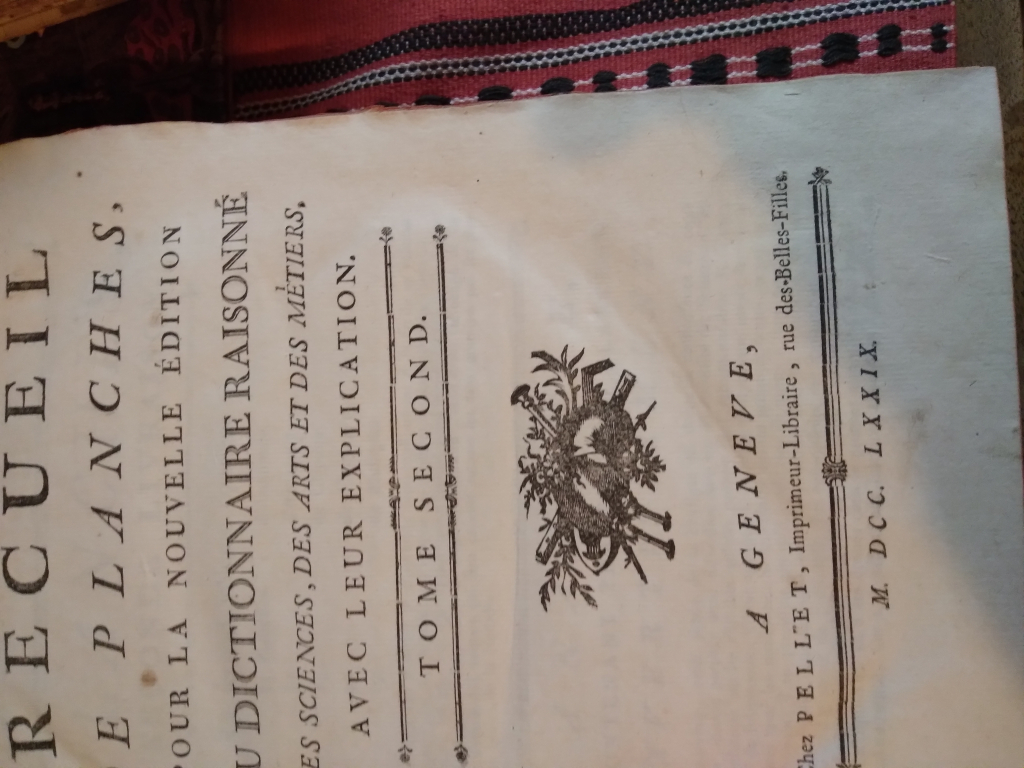 RECUEIL
E PLANCHES,
POUR LA NOUVELLE ÉDITION
U DICTIONNAIRE RAISONNÉ
ES SCIENCES, DES ARTS ET DES MÉTIERS,
AVEC LEUR EXPLICATION.
TOME SECOND.
A GENEVE,
Chez PELLET, Imprimeur-Libraire, rue des-Belles-Filles,
M. DCC. LXXIX.